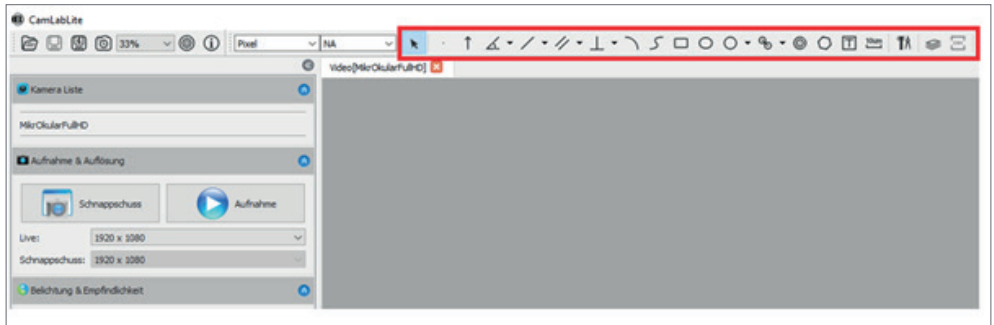 CamLabLite
33% Pixel NA
Video[MikrOkularFullHD]
Kamera Liste
MikrOkularFullHD
Aufnahme & Auflösung
Schnappschuss Aufnahme
Live: 1920 x 1080
Schnappschuss: 1920 x 1080
Belichtung & Empfindlichkeit